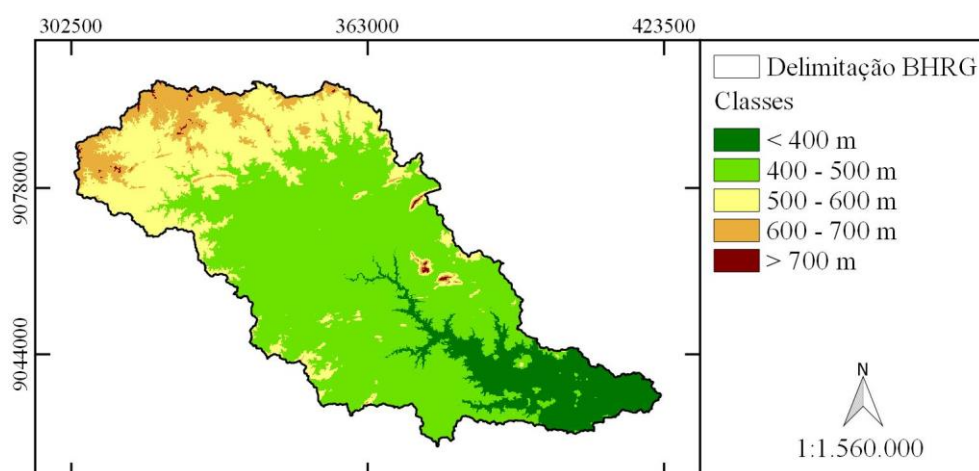 302500 363000 423500
9078000
9044000
Delimitação BHRG
Classes
< 400 m
400 - 500 m
500 - 600 m
600 - 700 m
> 700 m
N
1:1.560.000